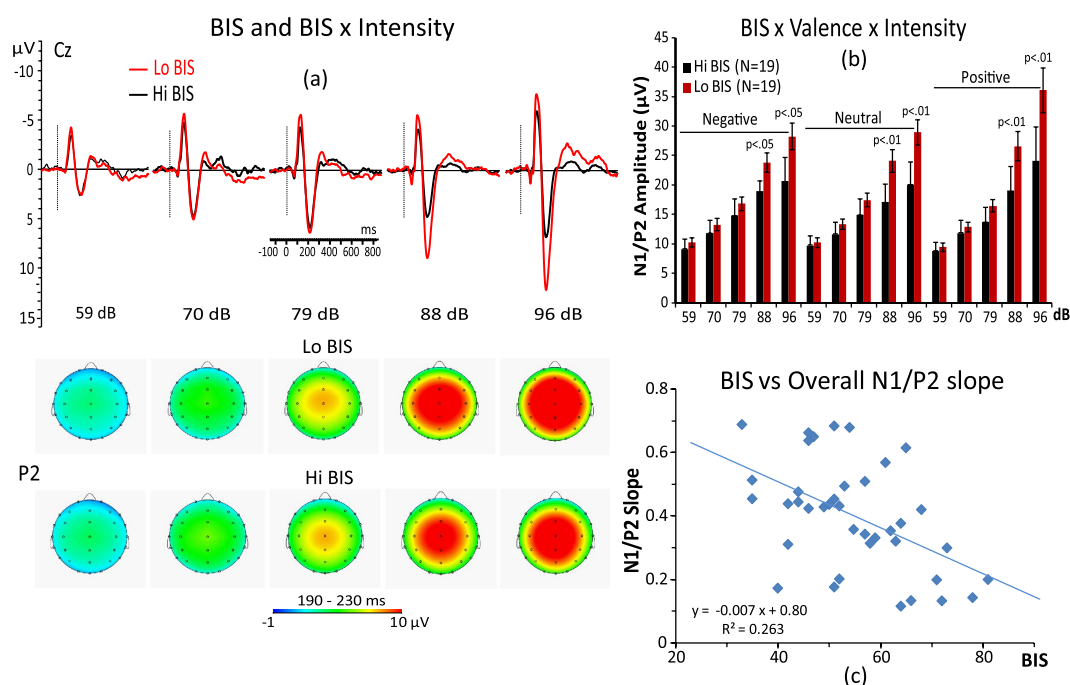 BIS and BIS x Intensity
µV
Cz
-10
-5
0
5
10
15
Lo BIS
Hi BIS
(a)
ms
-100 0 200 400 600 800
59 dB 70 dB 79 dB 88 dB 96 dB
Lo BIS
P2
Hi BIS
190 - 230 ms
-1 10 µV
BIS x Valence x Intensity
N1/P2 Amplitude (µV)
45
40
35
30
25
20
15
10
5
0
Hi BIS (N=19)
Lo BIS (N=19)
(b)
Negative
Neutral
Positive
p<.05
p<.05
p<.01
p<.01
p<.01
p<.01
59 70 79 88 96 59 70 79 88 96 59 70 79 88 96 dB
BIS vs Overall N1/P2 slope
N1/P2 Slope
0.8
0.6
0.4
0.2
0
y = -0.007 x + 0.80
R² = 0.263
20 40 60 80 BIS
(c)